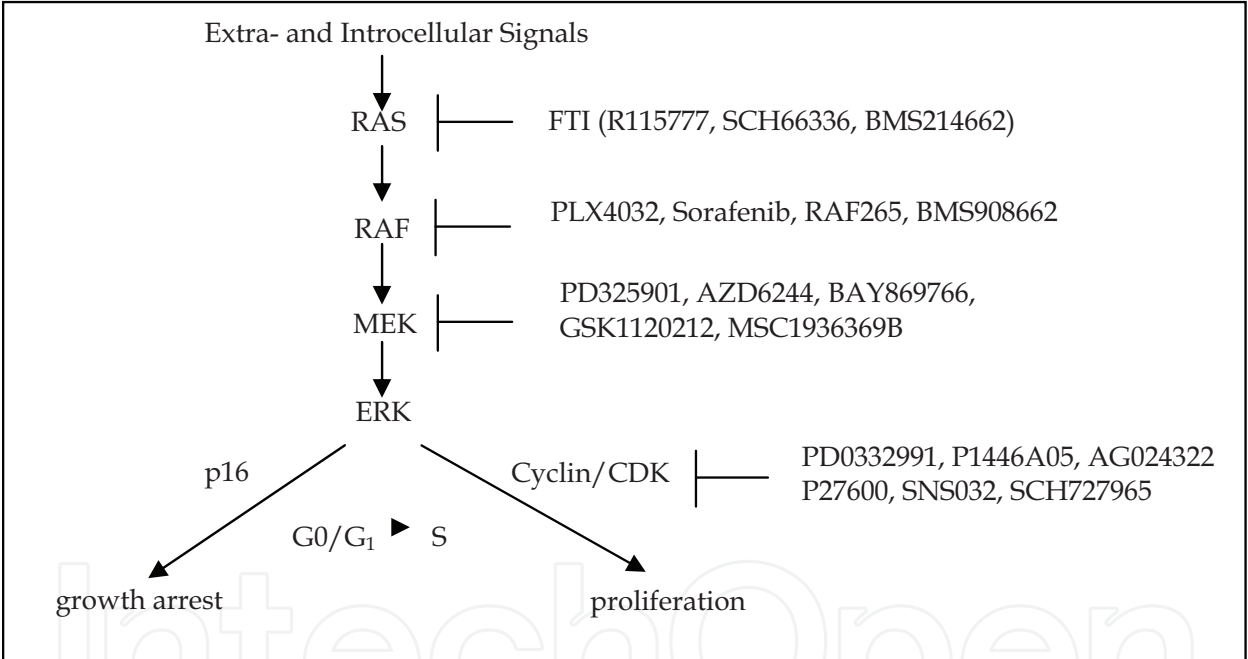 Extra- and Introcellular Signals
RAS
FTI (R115777, SCH66336, BMS214662)
RAF
PLX4032, Sorafenib, RAF265, BMS908662
MEK
PD325901, AZD6244, BAY869766,
GSK1120212, MSC1936369B
ERK
p16
Cyclin/CDK
PD0332991, P1446A05, AG024322
P27600, SNS032, SCH727965
G0/G₁ ► S
growth arrest
proliferation
IntechOpen